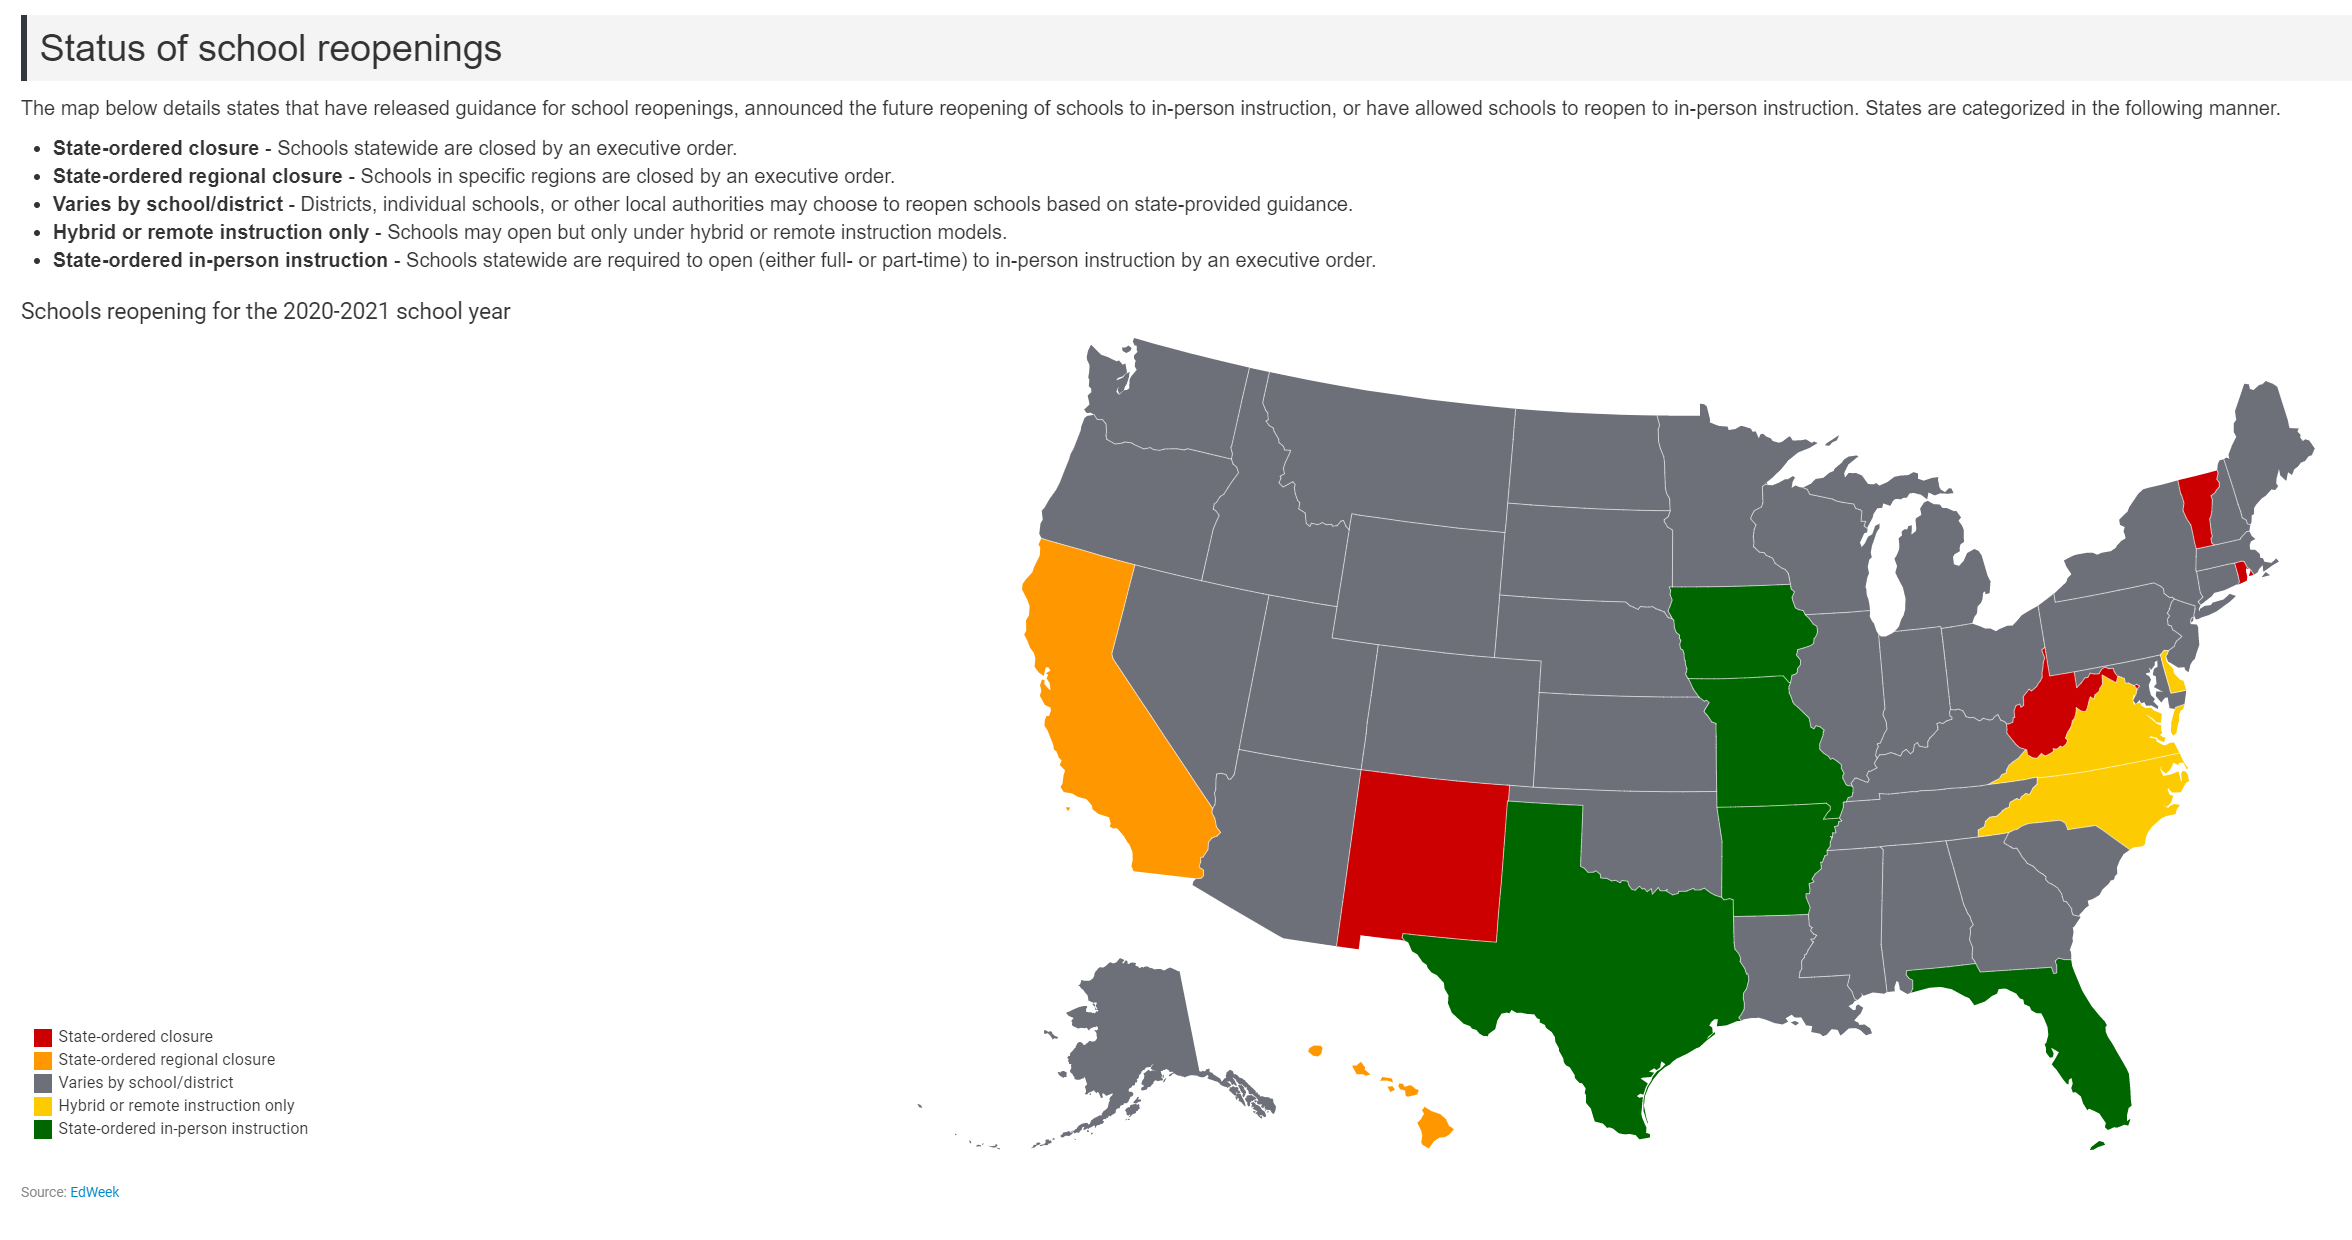 Status of school reopenings
The map below details states that have released guidance for school reopenings, announced the future reopening of schools to in-person instruction, or have allowed schools to reopen to in-person instruction. States are categorized in the following manner.
• State-ordered closure - Schools statewide are closed by an executive order.
• State-ordered regional closure - Schools in specific regions are closed by an executive order.
• Varies by school/district - Districts, individual schools, or other local authorities may choose to reopen schools based on state-provided guidance.
• Hybrid or remote instruction only - Schools may open but only under hybrid or remote instruction models.
• State-ordered in-person instruction - Schools statewide are required to open (either full- or part-time) to in-person instruction by an executive order.
Schools reopening for the 2020-2021 school year
State-ordered closure
State-ordered regional closure
Varies by school/district
Hybrid or remote instruction only
State-ordered in-person instruction
Source: EdWeek